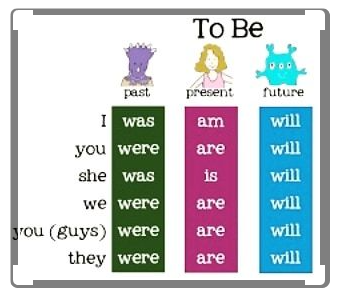 To Be
past present future
I was am will
you were are will
she was is will
we were are will
you (guys) were are will
they were are will